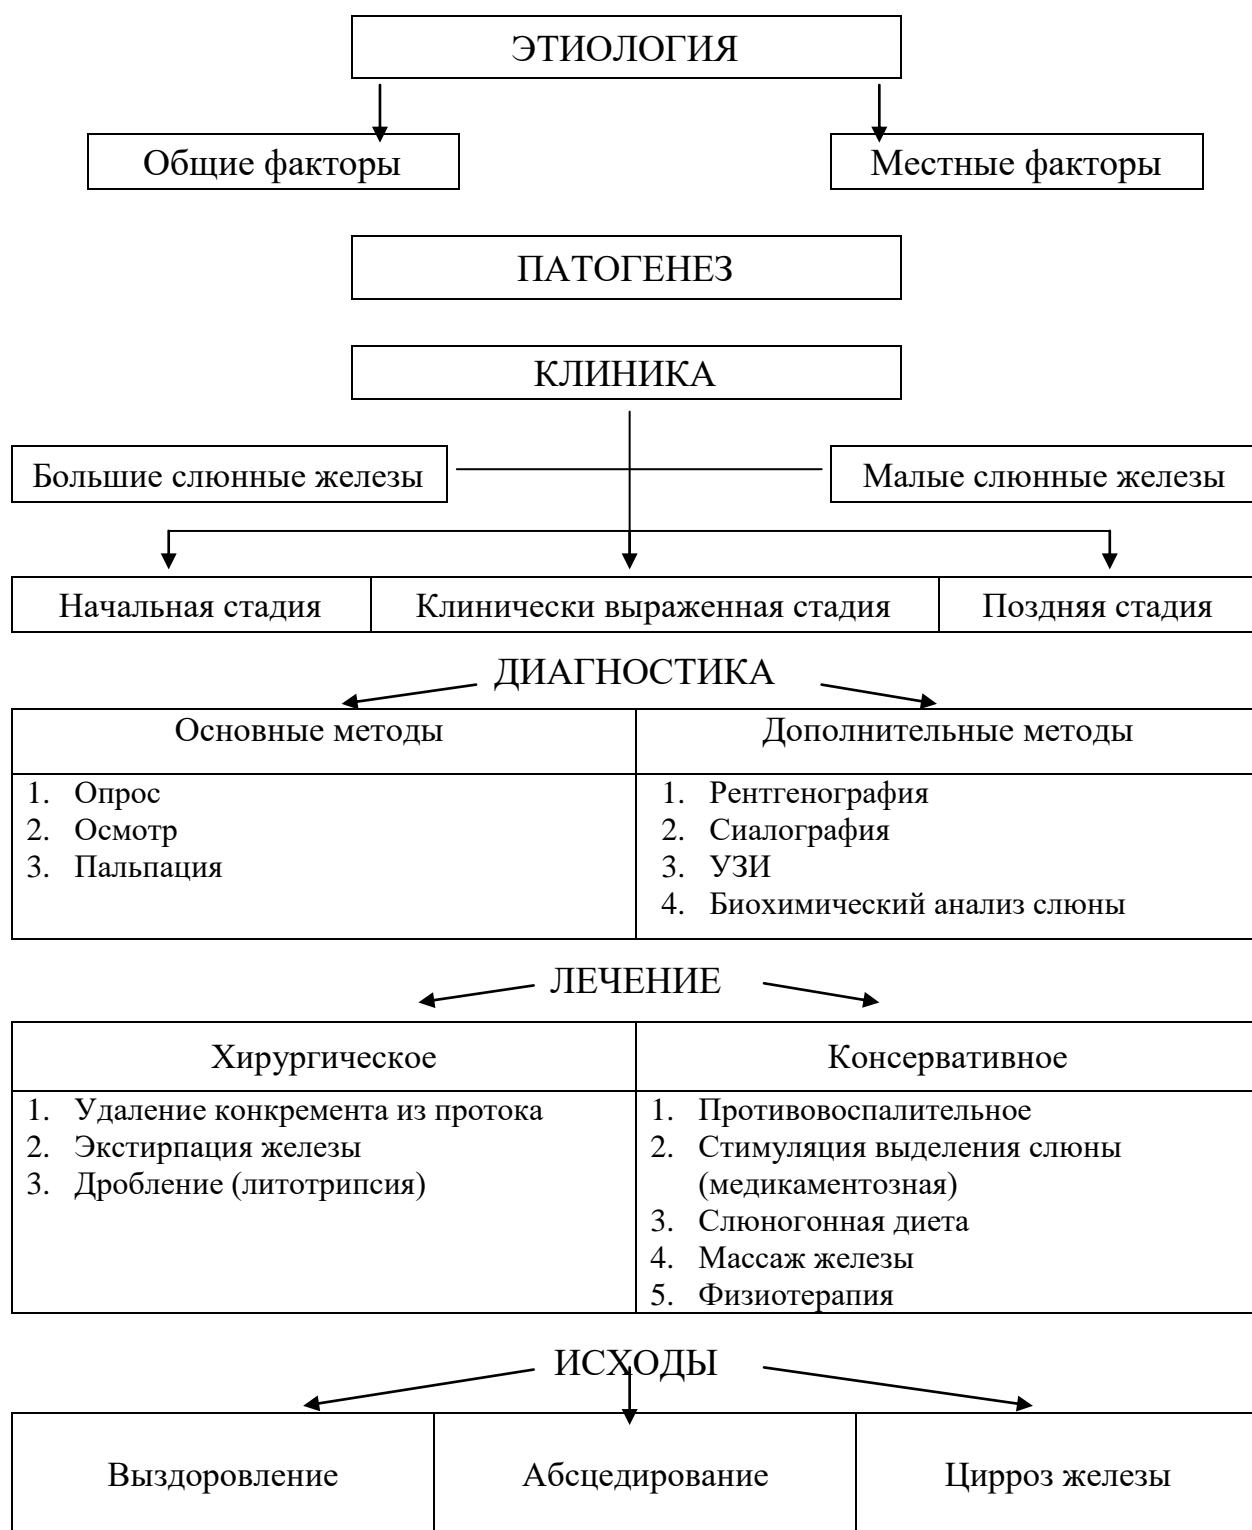 ЭТИОЛОГИЯ
Общие факторы
Местные факторы
ПАТОГЕНЕЗ
КЛИНИКА
Большие слюнные железы
Малые слюнные железы
Начальная стадия
Клинически выраженная стадия
Поздняя стадия
ДИАГНОСТИКА
Основные методы
Дополнительные методы
1. Опрос
2. Осмотр
3. Пальпация
1. Рентгенография
2. Сиалография
3. УЗИ
4. Биохимический анализ слюны
ЛЕЧЕНИЕ
Хирургическое
Консервативное
1. Удаление конкремента из протока
2. Экстирпация железы
3. Дробление (литотрипсия)
1. Противовоспалительное
2. Стимуляция выделения слюны
(медикаментозная)
3. Слюногонная диета
4. Массаж железы
5. Физиотерапия
ИСХОДЫ
Выздоровление
Абсцедирование
Цирроз железы